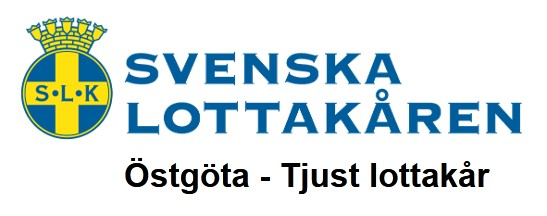 S•L•K
SVENSKA
LOTTAKÅREN
Östgöta - Tjust lottakår